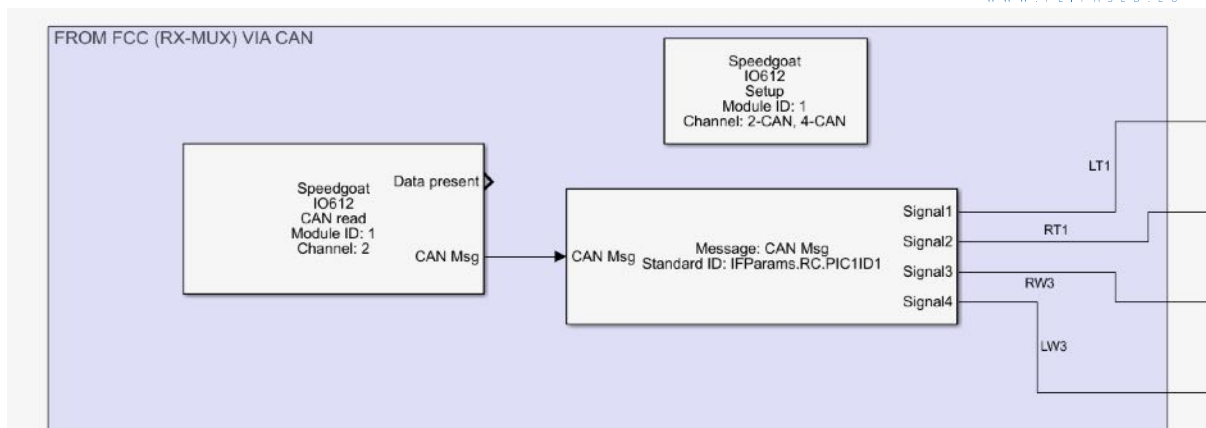 FROM FCC (RX-MUX) VIA CAN
Speedgoat
IO612
Setup
Module ID: 1
Channel: 2-CAN, 4-CAN
Speedgoat
IO612
CAN read
Module ID: 1
Channel: 2
Data present
CAN Msg
CAN Msg
Message: CAN Msg
Standard ID: IFParams.RC.PIC1ID1
Signal1
Signal2
Signal3
Signal4
LT1
RT1
RW3
LW3